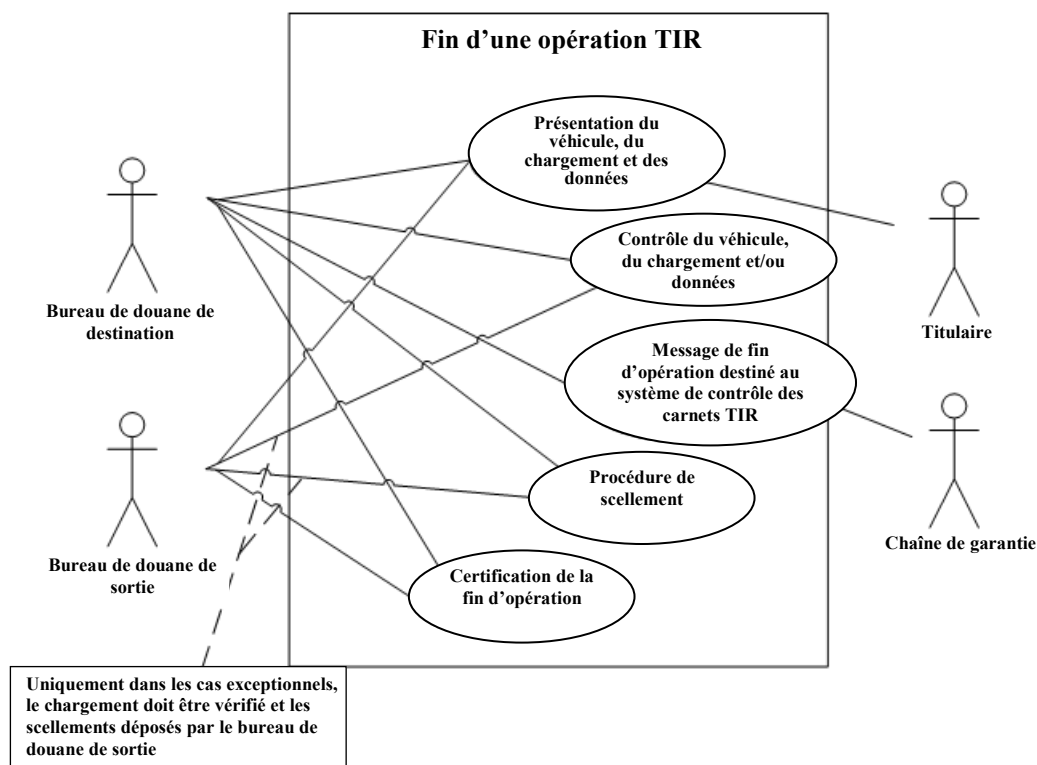 Fin d'une opération TIR
Présentation du
véhicule, du
chargement et des
données
Contrôle du véhicule,
du chargement et/ou
données
Bureau de douane de
destination
Titulaire
Message de fin
d'opération destiné au
système de contrôle des
carnets TIR
Procédure de
scellement
Bureau de douane de
sortie
Chaîne de garantie
Certification de la
fin d'opération
Uniquement dans les cas exceptionnels,
le chargement doit être vérifié et les
scellements déposés par le bureau de
douane de sortie